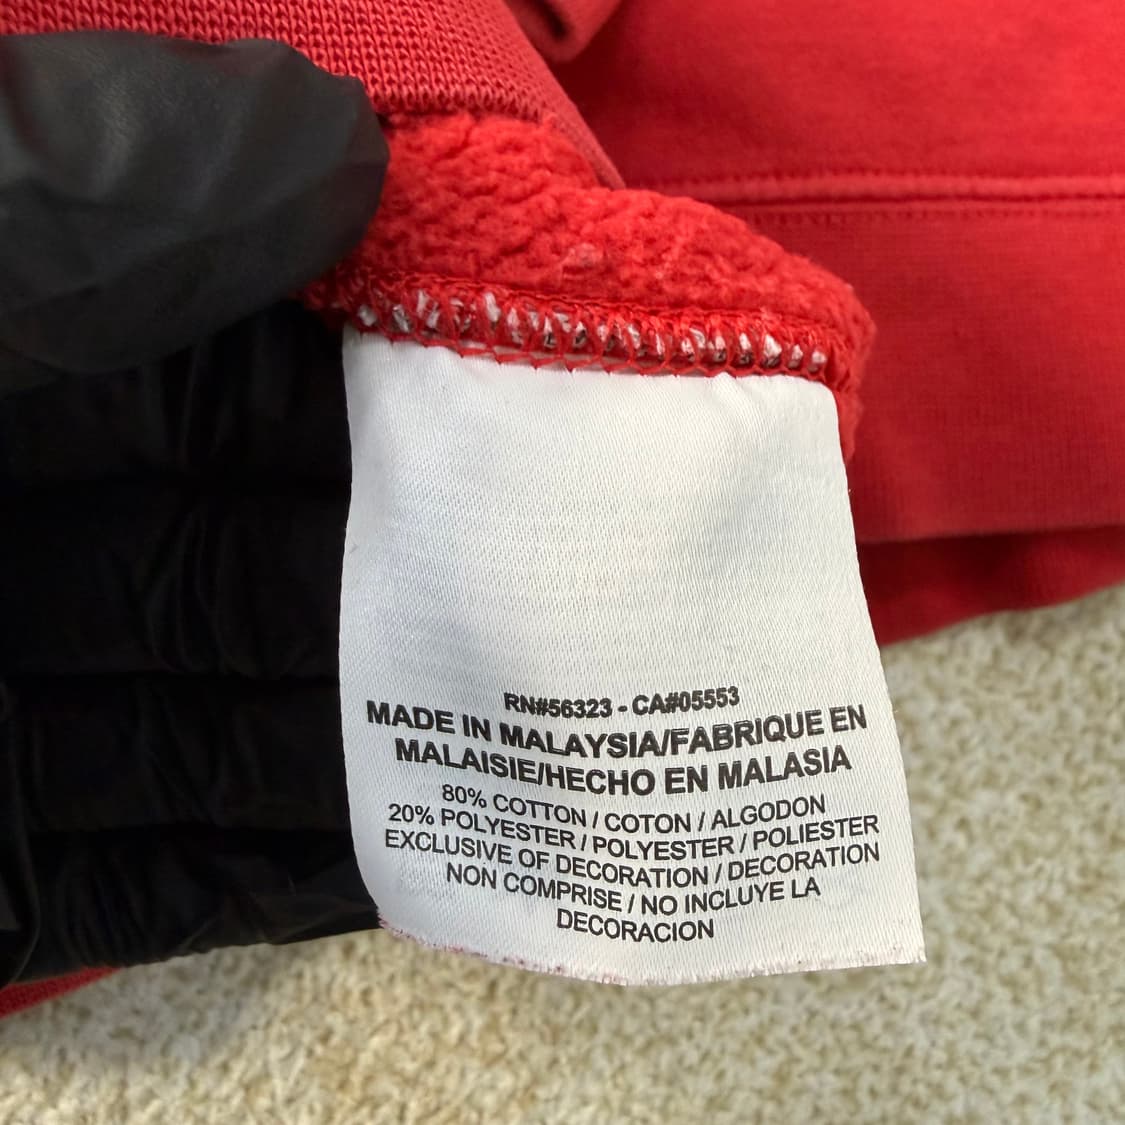 RN#56323 - CA#05553
MADE IN MALAYSIA/FABRIQUE EN
MALAISIE/HECHO EN MALASIA
80% COTTON / COTON / ALGODON
20% POLYESTER / POLYESTER / POLIESTER
EXCLUSIVE OF DECORATION / DECORATION
NON COMPRISE / NO INCLUYE LA
DECORACION